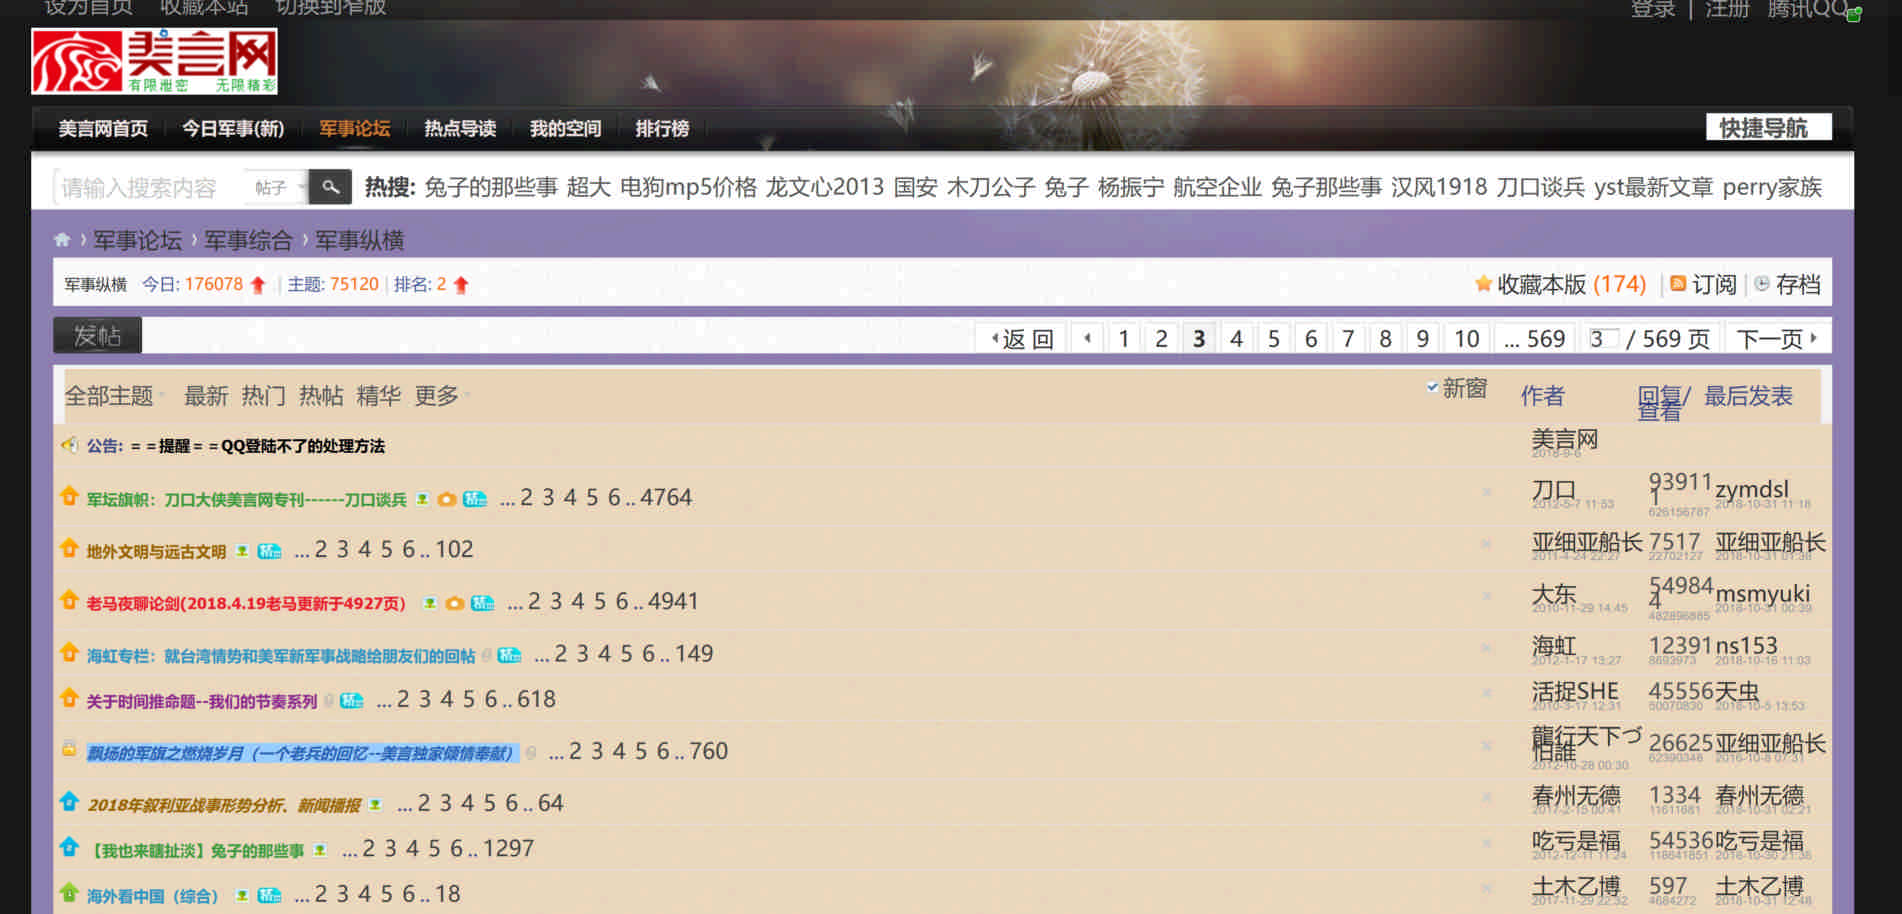 设为首页 收藏本站 切换到窄版
登录 | 注册 腾讯QQ
美言网
有限泄密 无限精彩
美言网首页 今日军事(新) 军事论坛 热点导读 我的空间 排行榜 快捷导航
请输入搜索内容 帖子 热搜: 兔子的那些事 超大 电狗mp5价格 龙文心2013 国安 木刀公子 兔子 杨振宁 航空企业 兔子那些事 汉风1918 刀口谈兵 yst最新文章 perry家族
› 军事论坛 › 军事综合 › 军事纵横
军事纵横 今日: 176078 | 主题: 75120 | 排名: 2
收藏本版 (174) | 订阅 | 存档
发帖
返 回 1 2 3 4 5 6 7 8 9 10 ... 569 3 / 569 页 下一页
全部主题 最新 热门 热帖 精华 更多 新窗 作者 回复/查看 最后发表
公告: ==提醒==QQ登陆不了的处理方法 美言网
2018-9-6
军坛旗帜：刀口大侠美言网专刊------刀口谈兵 ... 2 3 4 5 6 .. 4764 刀口 939111 zymdsl
2012-5-7 11:53 626156787 2018-10-31 11:18
地外文明与远古文明 ... 2 3 4 5 6 .. 102 亚细亚船长 7517 亚细亚船长
2011-4-24 22:27 22702127 2018-10-31 01:36
老马夜聊论剑(2018.4.19老马更新于4927页) ... 2 3 4 5 6 .. 4941 大东 549844 msmyuki
2010-11-29 14:45 482896885 2018-10-31 00:39
海虹专栏：就台湾情势和美军新军事战略给朋友们的回帖 ... 2 3 4 5 6 .. 149 海虹 12391 ns153
2012-1-17 13:27 8693973 2018-10-16 11:03
关于时间推命题--我们的节奏系列 ... 2 3 4 5 6 .. 618 活捉SHE 45556 天虫
2010-3-17 12:31 50070830 2018-10-5 13:53
飘扬的军旗之燃烧岁月（一个老兵的回忆--美言独家倾情奉献） ... 2 3 4 5 6 .. 760 龍行天下づ怕誰 26625 亚细亚船长
2012-10-28 00:30 62390346 2016-10-8 07:31
2018年叙利亚战事形势分析、新闻播报 ... 2 3 4 5 6 .. 64 春州无德 1334 春州无德
2017-2-15 00:41 11611681 2018-10-31 02:21
【我也来瞎扯淡】兔子的那些事 ... 2 3 4 5 6 .. 1297 吃亏是福 54536 吃亏是福
2012-12-11 11:24 118641851 2018-10-30 21:36
海外看中国（综合） ... 2 3 4 5 6 .. 18 土木乙博 597 土木乙博
2017-11-29 22:32 4684272 2018-10-31 12:48